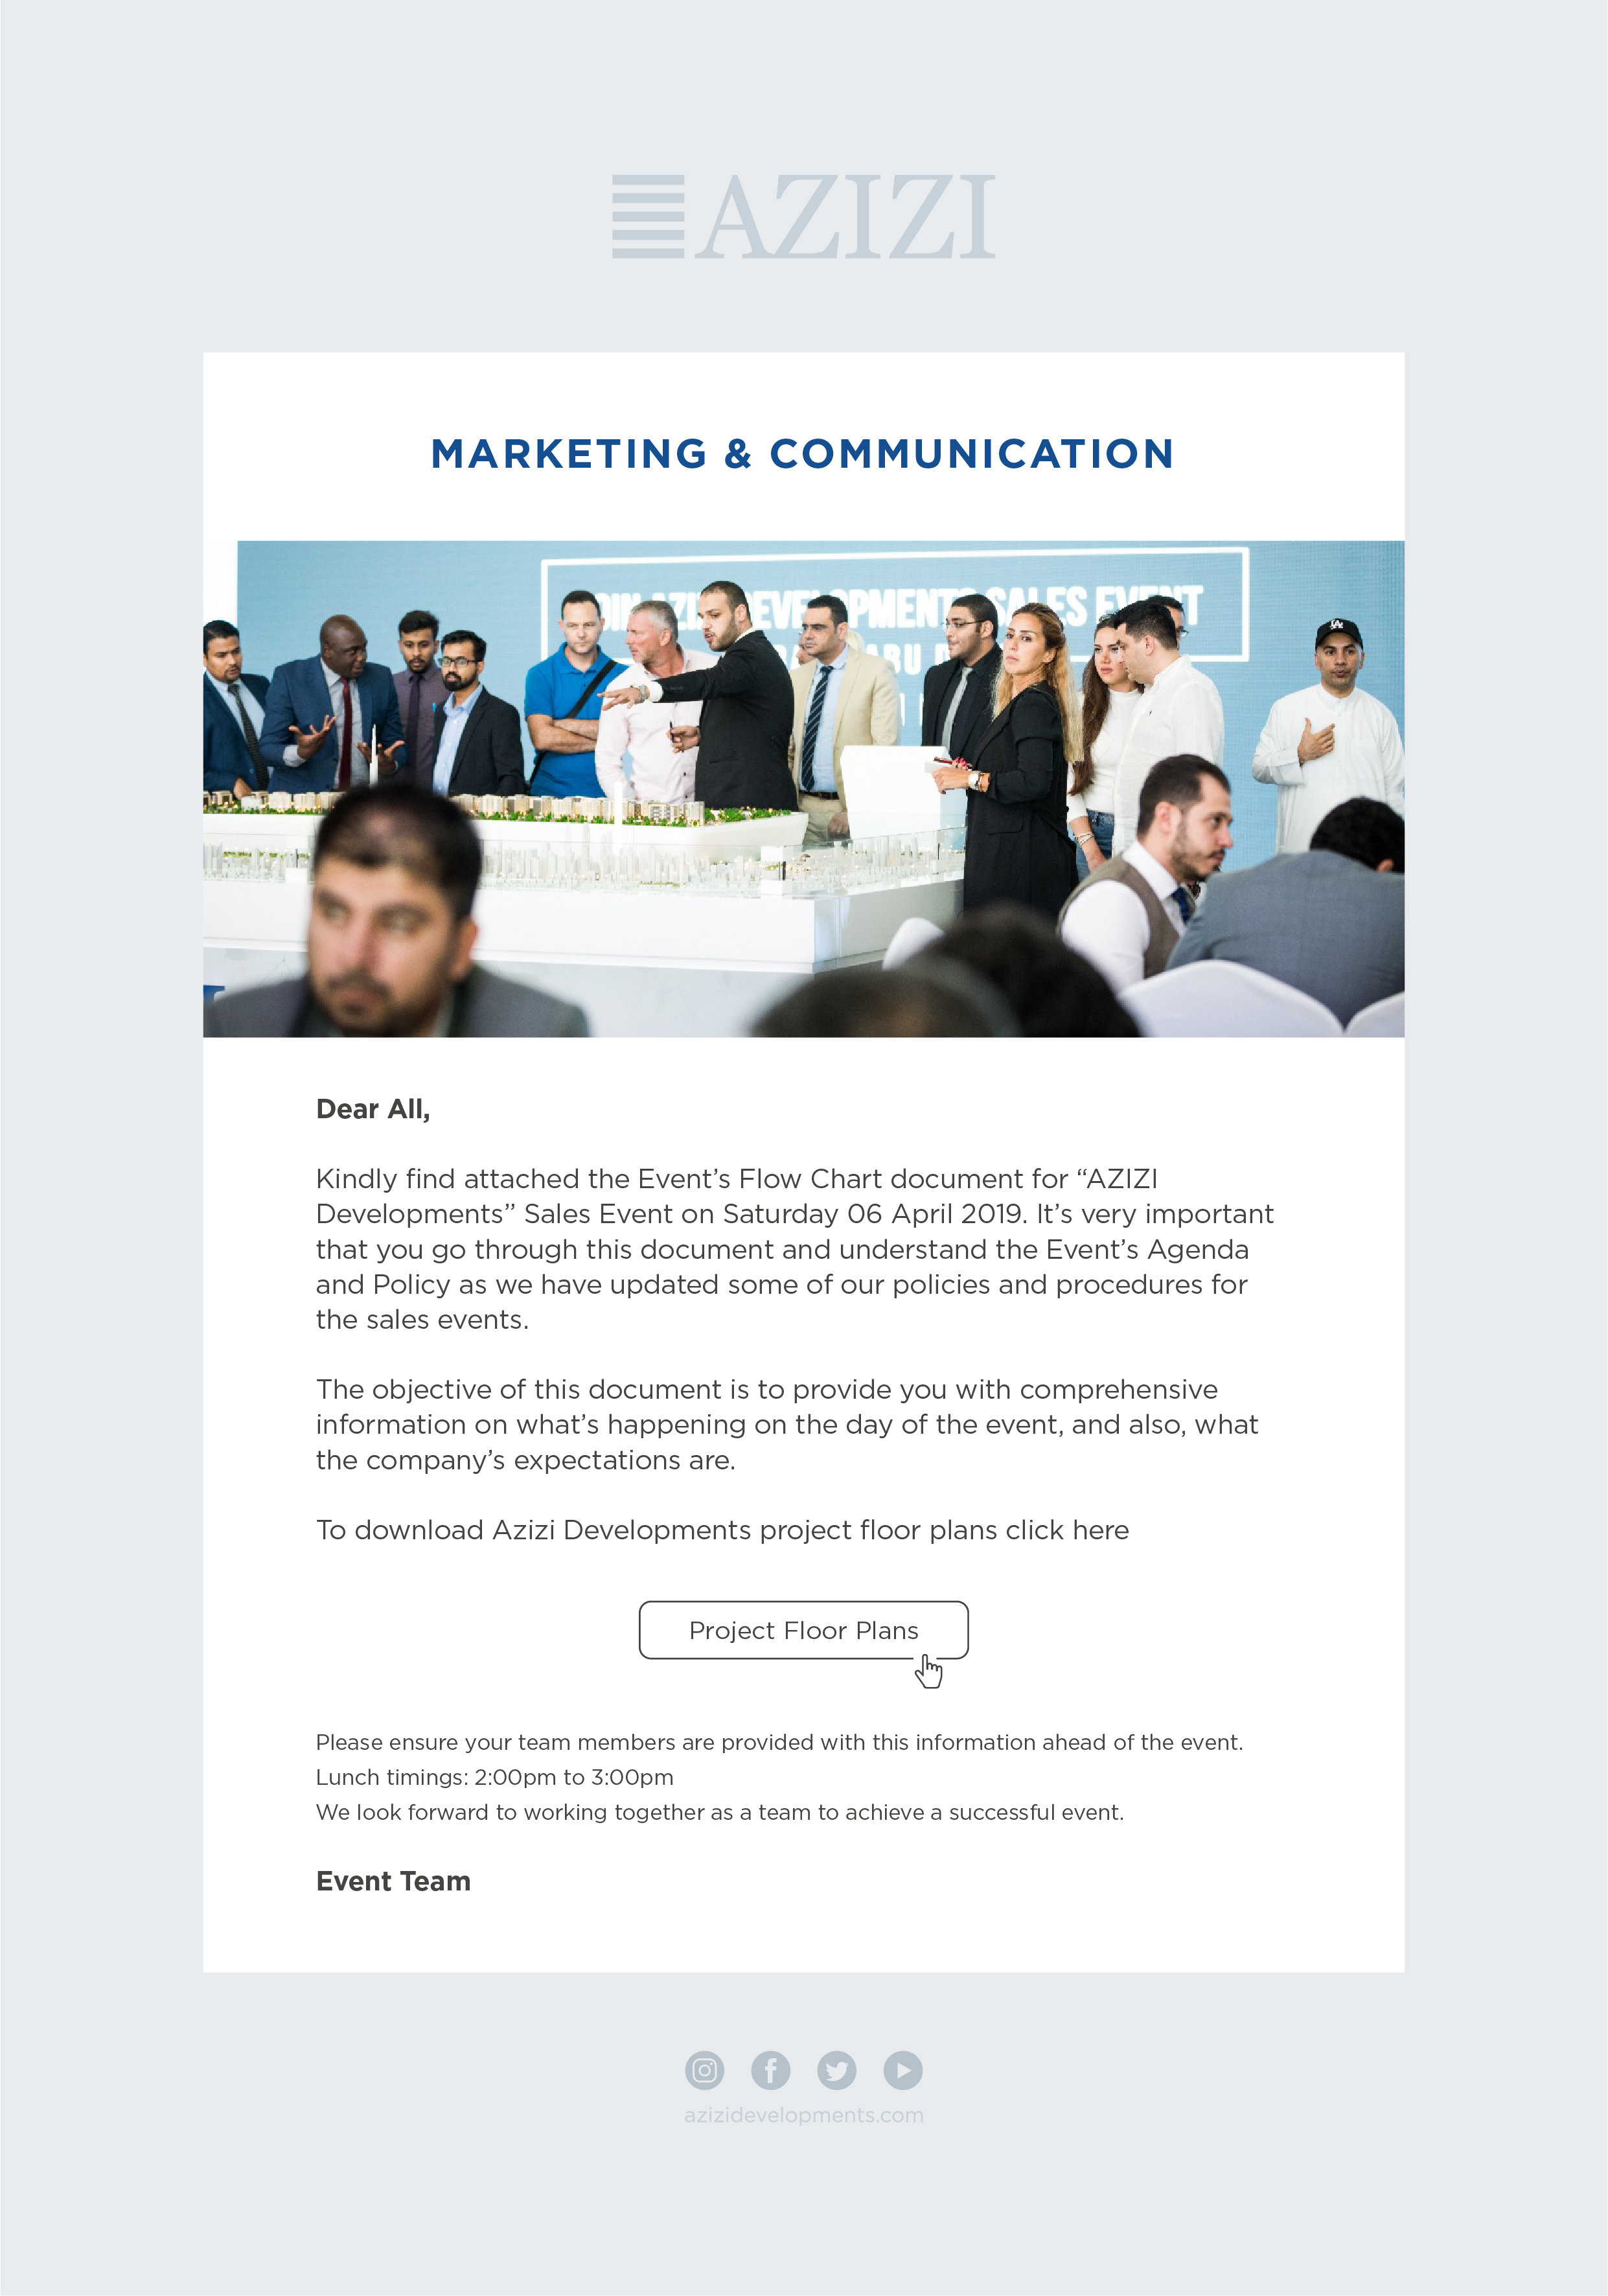 AZIZI
MARKETING & COMMUNICATION
SALES EVENT
Dear All,
Kindly find attached the Event’s Flow Chart document for “AZIZI
Developments” Sales Event on Saturday 06 April 2019. It’s very important
that you go through this document and understand the Event’s Agenda
and Policy as we have updated some of our policies and procedures for
the sales events.
The objective of this document is to provide you with comprehensive
information on what’s happening on the day of the event, and also, what
the company’s expectations are.
To download Azizi Developments project floor plans click here
Project Floor Plans
Please ensure your team members are provided with this information ahead of the event.
Lunch timings: 2:00pm to 3:00pm
We look forward to working together as a team to achieve a successful event.
Event Team
azizidevelopments.com